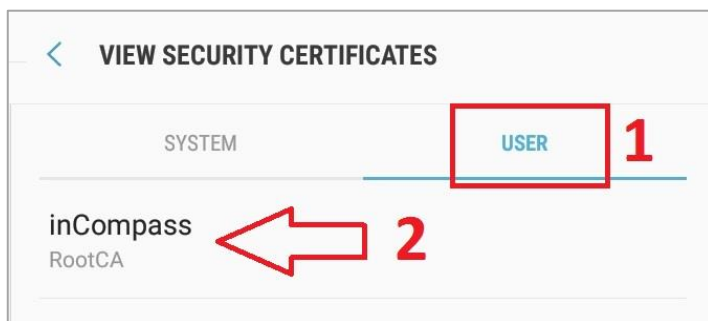 VIEW SECURITY CERTIFICATES
SYSTEM USER 1
inCompass 2
RootCA